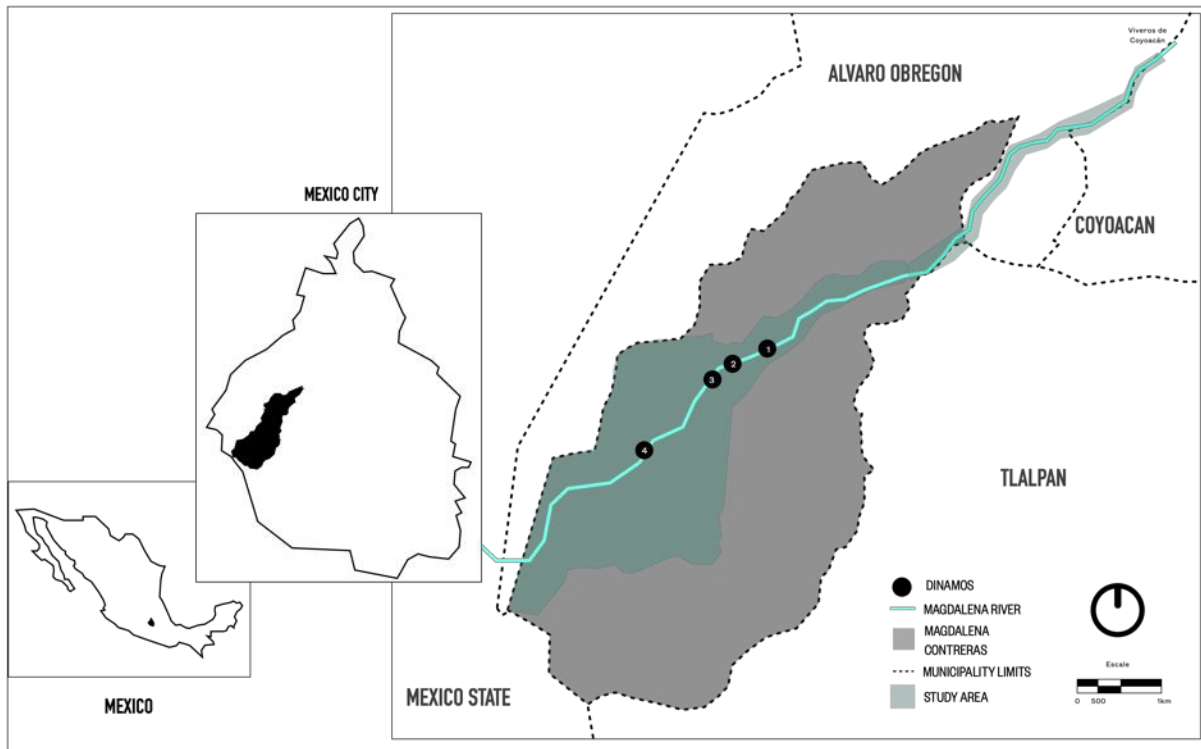 Viveros de
Coyoacán
ALVARO OBREGON
MEXICO CITY
COYOACAN
1
2
3
4
TLALPAN
DINAMOS
MAGDALENA RIVER
MAGDALENA
CONTRERAS
MUNICIPALITY LIMITS
STUDY AREA
Escale
0 500 1km
MEXICO STATE
MEXICO